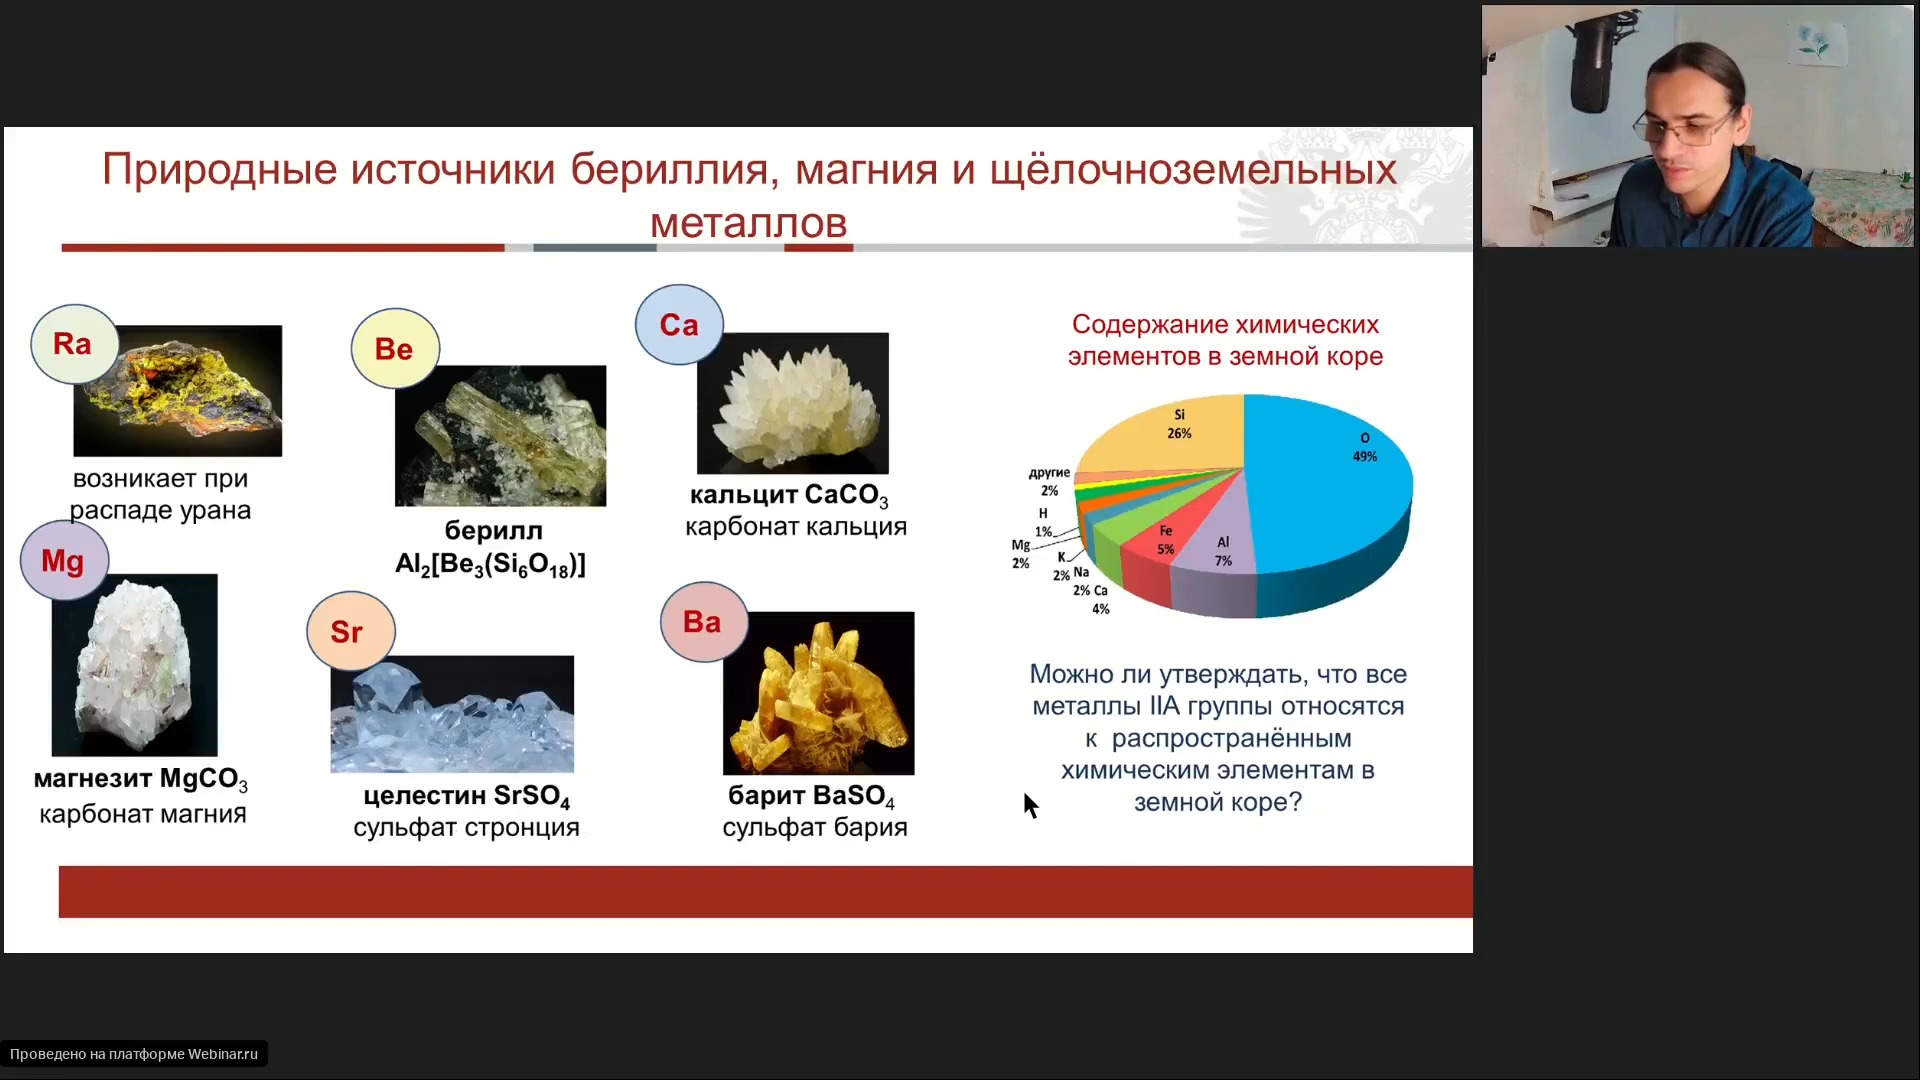 Природные источники бериллия, магния и щёлочноземельных
металлов
Ra
возникает при
распаде урана
Be
берилл
Al₂[Be₃(Si₆O₁₈)]
Ca
кальцит CaCO₃
карбонат кальция
Mg
магнезит MgCO₃
карбонат магния
Sr
целестин SrSO₄
сульфат стронция
Ba
барит BaSO₄
сульфат бария
Содержание химических
элементов в земной коре
Si
26%
O
49%
другие
2%
H
1%
Mg
2%
K
2%
Na
2%
Ca
4%
Fe
5%
Al
7%
Можно ли утверждать, что все
металлы IIА группы относятся
к распространённым
химическим элементам в
земной коре?
Проведено на платформе Webinar.ru